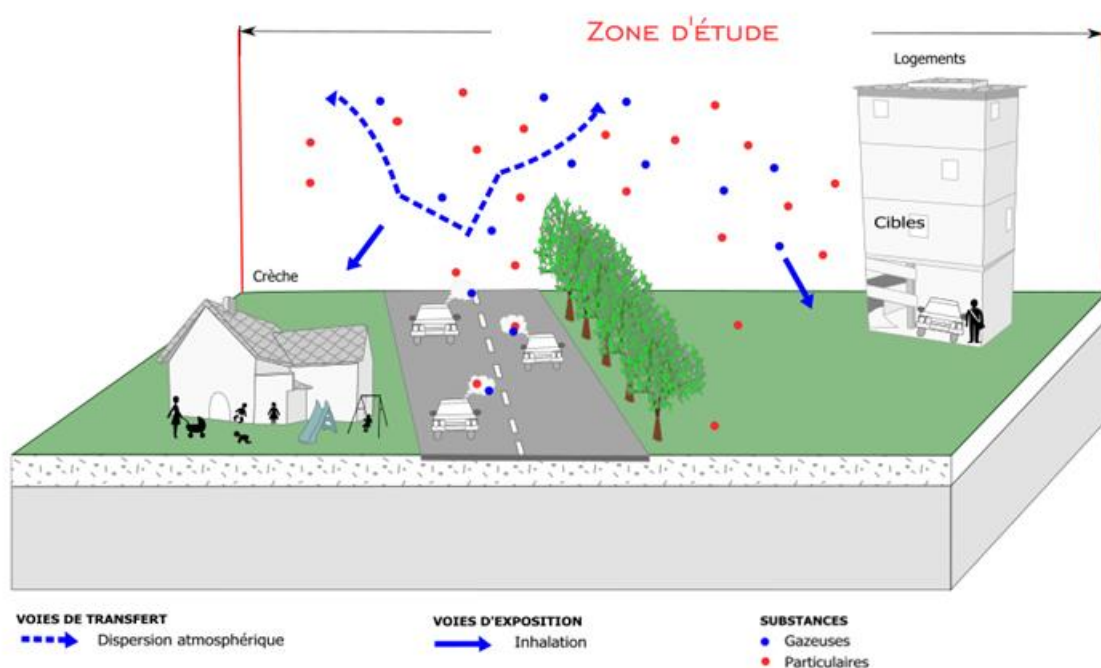 ZONE D'ÉTUDE
Logements
Cibles
Crèche
VOIES DE TRANSFERT
Dispersion atmosphérique
VOIES D'EXPOSITION
Inhalation
SUBSTANCES
Gazeuses
Particulaires